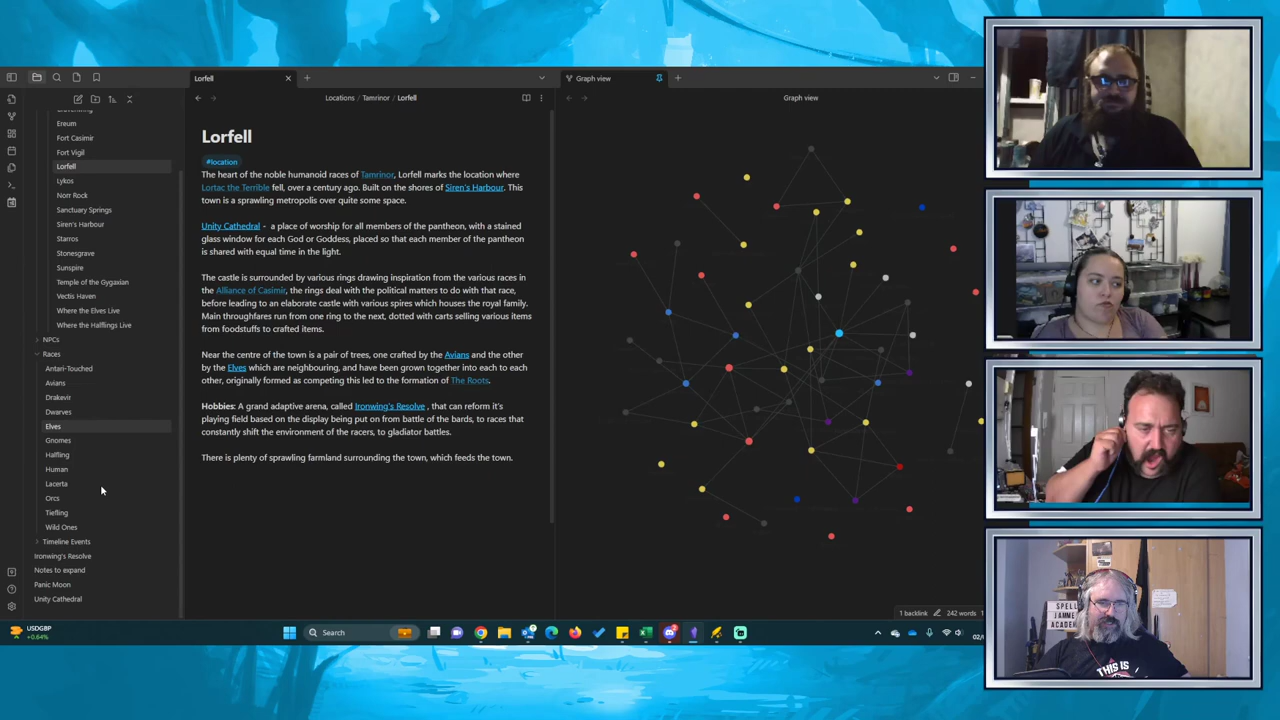 Lorfell
Graph view
Locations / Tamrinor / Lorfell
Graph view
Ereum
Fort Casimir
Fort Vigil
Lorfell
Lykos
Norr Rock
Sanctuary Springs
Siren's Harbour
Starros
Stonesgrave
Sunspire
Temple of the Gygaxian
Vectis Haven
Where the Elves Live
Where the Halflings Live
NPCs
Races
Antari-Touched
Avians
Drakevir
Dwarves
Elves
Gnomes
Halfling
Human
Lacerta
Orcs
Tiefling
Wild Ones
Timeline Events
Ironwing's Resolve
Notes to expand
Panic Moon
Unity Cathedral
Lorfell
#location
The heart of the noble humanoid races of Tamrinor, Lorfell marks the location where
Lortac the Terrible fell, over a century ago. Built on the shores of Siren's Harbour. This
town is a sprawling metropolis over quite some space.
Unity Cathedral - a place of worship for all members of the pantheon, with a stained
glass window for each God or Goddess, placed so that each member of the pantheon
is shared with equal time in the light.
The castle is surrounded by various rings drawing inspiration from the various races in
the Alliance of Casimir, the rings deal with the political matters to do with that race,
before leading to an elaborate castle with various spires which houses the royal family.
Main throughfares run from one ring to the next, dotted with carts selling various items
from foodstuffs to crafted items.
Near the centre of the town is a pair of trees, one crafted by the Avians and the other
by the Elves which are neighbouring, and have been grown together into each to each
other, originally formed as competing this led to the formation of The Roots.
Hobbies: A grand adaptive arena, called Ironwing's Resolve , that can reform it's
playing field based on the display being put on from battle of the bards, to races that
constantly shift the environment of the racers, to gladiator battles.
There is plenty of sprawling farmland surrounding the town, which feeds the town.
1 backlink 242 words
USDGBP
+0.64%
Search
02/
SPELL
JAMME
ACADEM
THIS IS